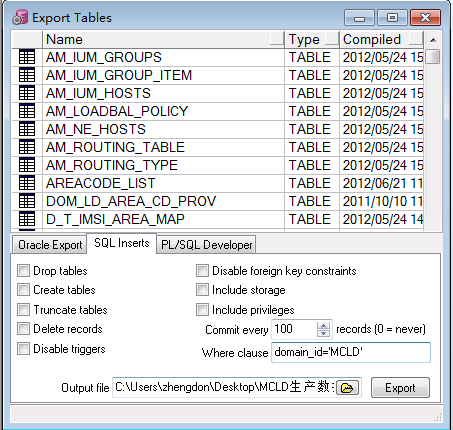 Export Tables
Name Type Compiled
AM_IUM_GROUPS TABLE 2012/05/24 15
AM_IUM_GROUP_ITEM TABLE 2012/05/24 15
AM_IUM_HOSTS TABLE 2012/05/24 15
AM_LOADBAL_POLICY TABLE 2012/05/24 15
AM_NE_HOSTS TABLE 2012/05/24 15
AM_ROUTING_TABLE TABLE 2012/05/24 15
AM_ROUTING_TYPE TABLE 2012/05/24 15
AREACODE_LIST TABLE 2012/06/21 11
DOM_LD_AREA_CD_PROV TABLE 2011/10/10 11
D_T_IMSI_AREA_MAP TABLE 2012/05/24 14
Oracle Export SQL Inserts PL/SQL Developer
Drop tables Disable foreign key constraints
Create tables Include storage
Truncate tables Include privileges
Delete records Commit every 100 records (0 = never)
Disable triggers Where clause domain_id='MCLD'
Output file C:\Users\zhengdon\Desktop\MCLD生产数 Export